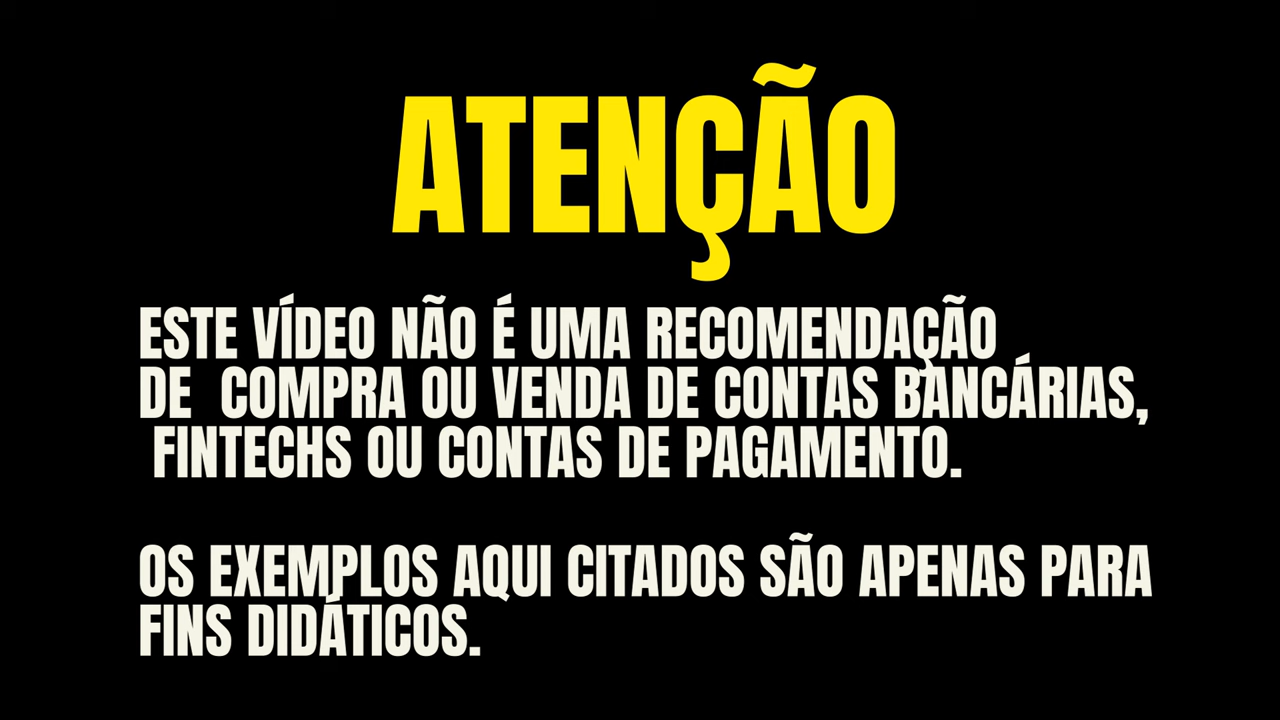 ATENÇÃO
ESTE VÍDEO NÃO É UMA RECOMENDAÇÃO
DE COMPRA OU VENDA DE CONTAS BANCÁRIAS,
FINTECHS OU CONTAS DE PAGAMENTO.
OS EXEMPLOS AQUI CITADOS SÃO APENAS PARA
FINS DIDÁTICOS.